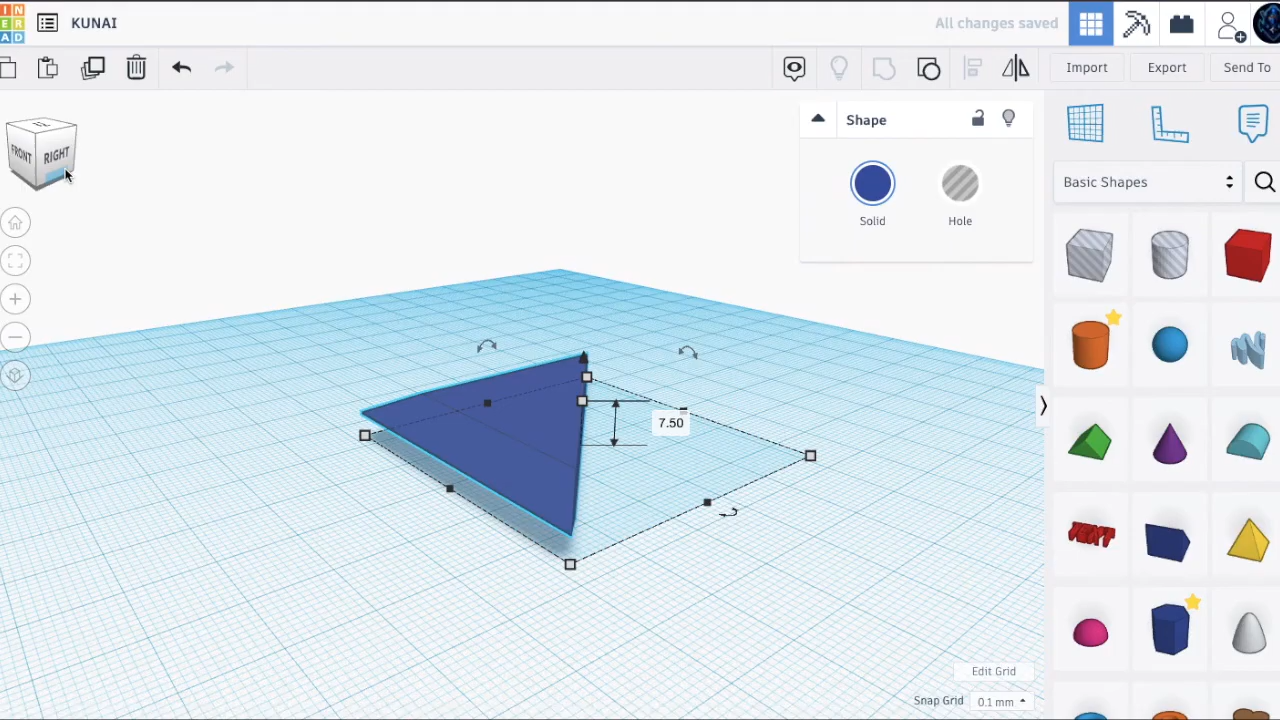 KUNAI
All changes saved
Import
Export
Send To
Shape
Solid
Hole
FRONT
RIGHT
Basic Shapes
7.50
TEXT
Edit Grid
Snap Grid
0.1 mm